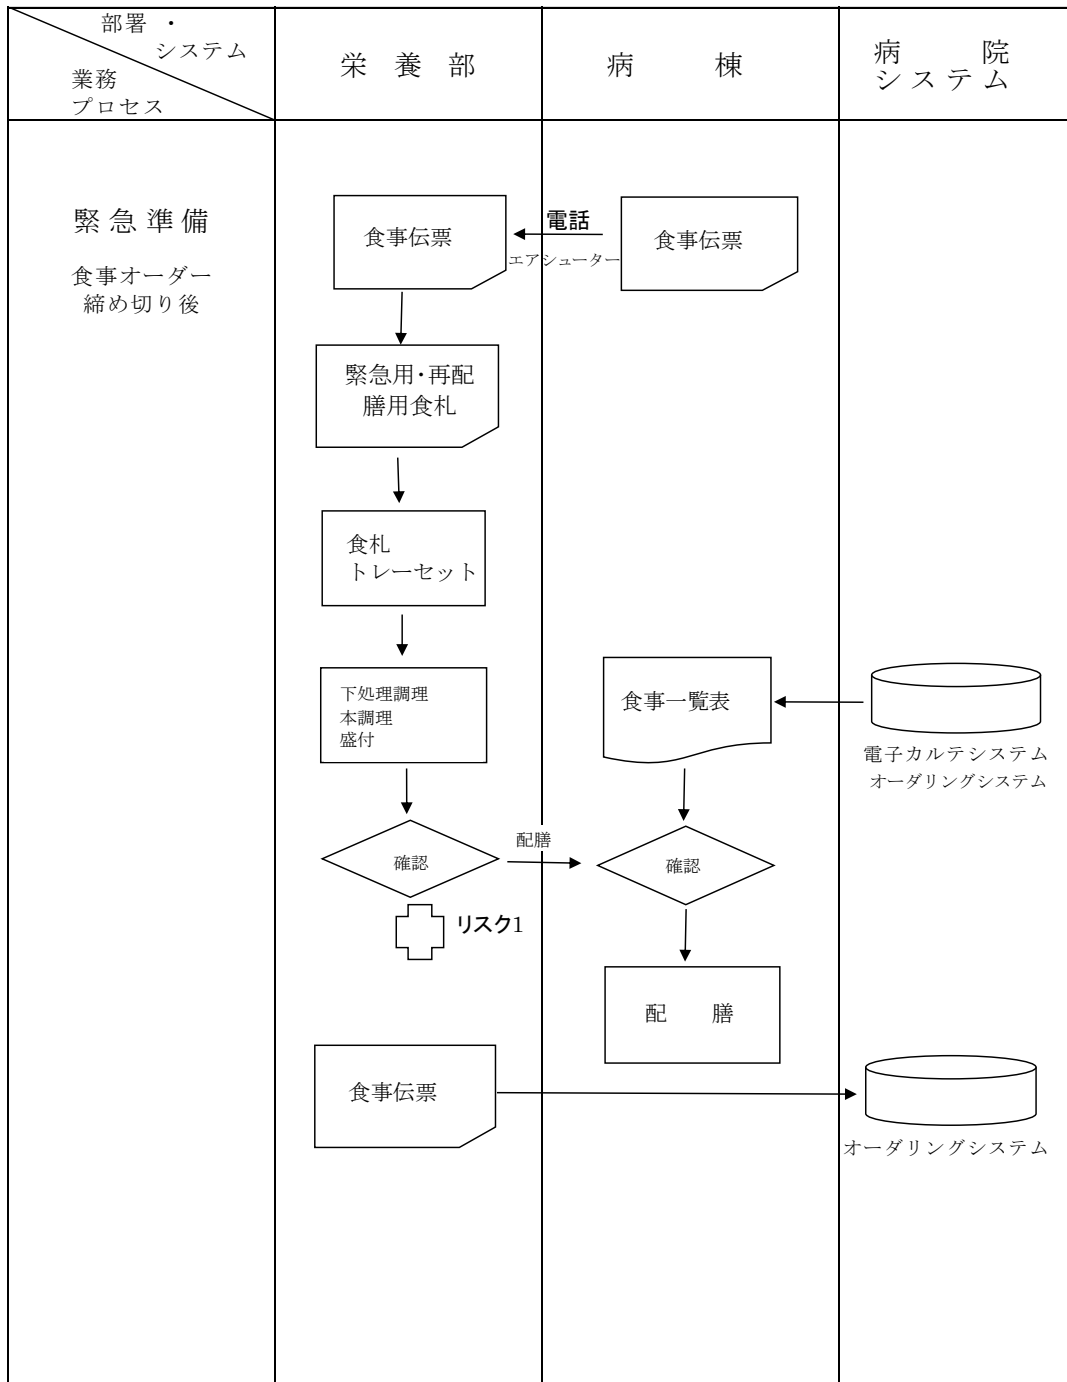 部署 ・
システム
業務
プロセス
栄 養 部
病 棟
病 院
システム
緊急準備
食事オーダー
締め切り後
食事伝票
電話
エアシューター
食事伝票
緊急用・再配
膳用食札
食札
トレーセット
下処理調理
本調理
盛付
食事一覧表
電子カルテシステム
オーダリングシステム
確認
配膳
確認
リスク1
配 膳
食事伝票
オーダリングシステム